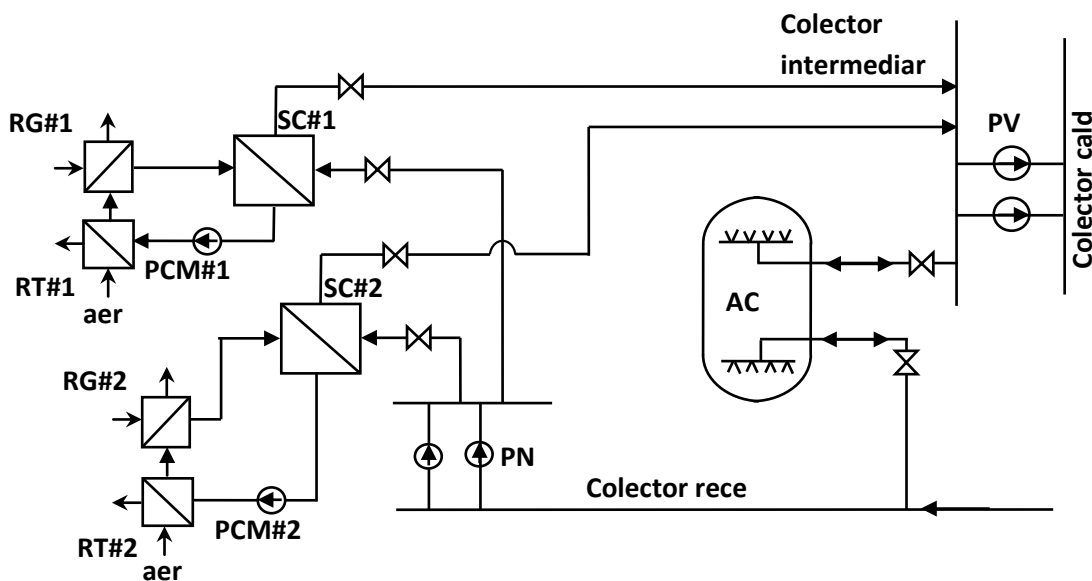 Colector
intermediar
Colector cald
PV
RG#1
SC#1
PCM#1
RT#1
aer
SC#2
AC
RG#2
PN
Colector rece
PCM#2
RT#2
aer